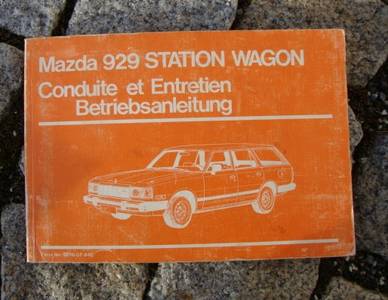 Mazda 929 STATION WAGON
Conduite et Entretien
Betriebsanleitung